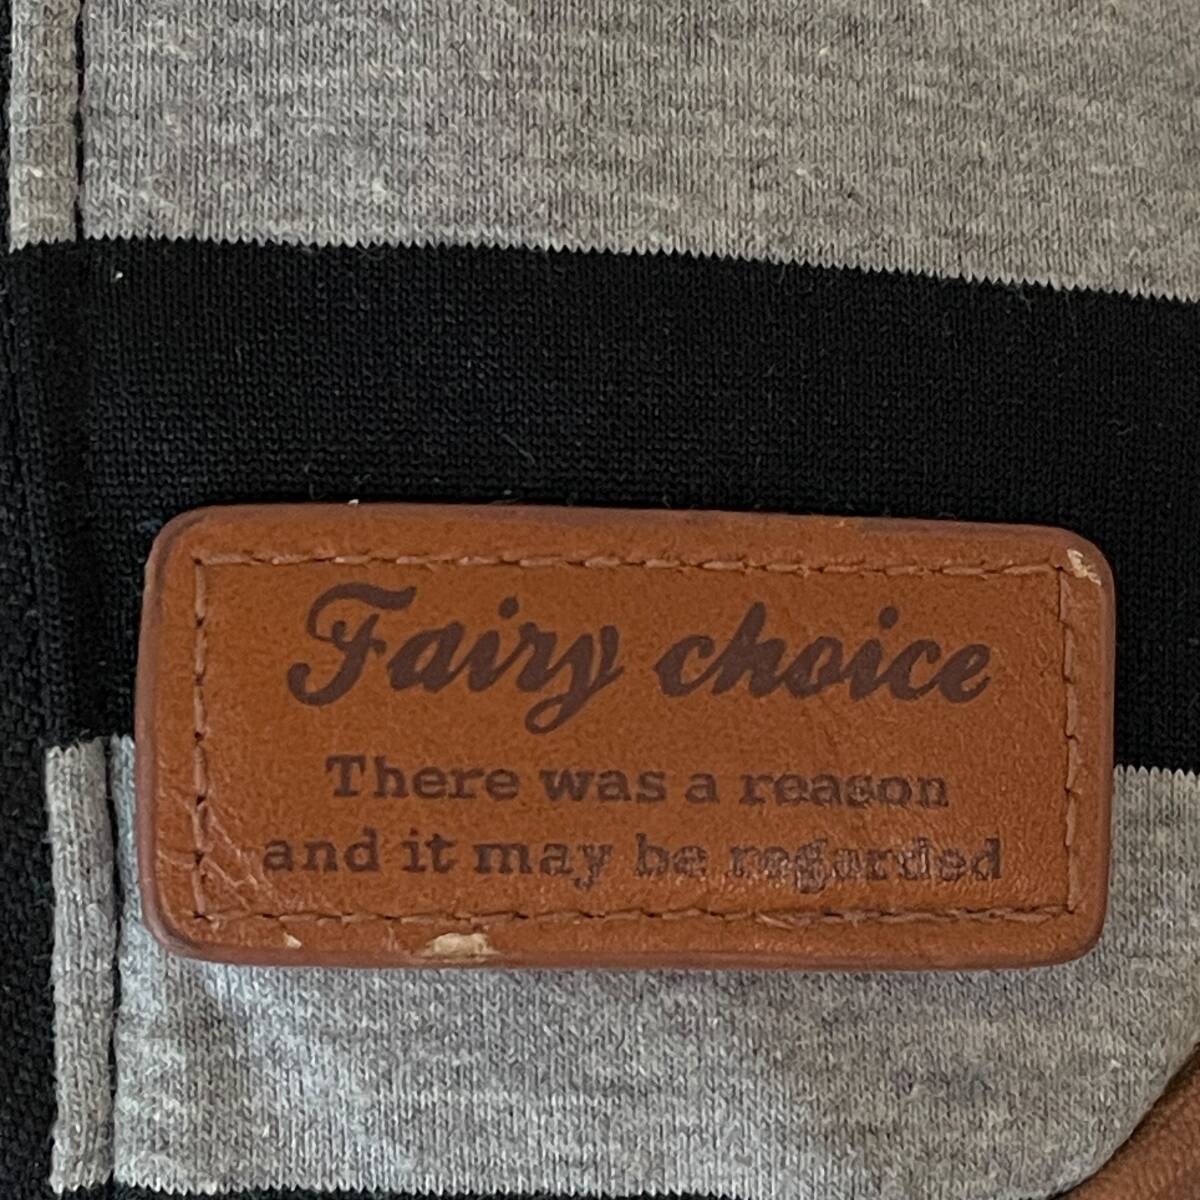 Fairy choice
There was a reason
and it may be regarded